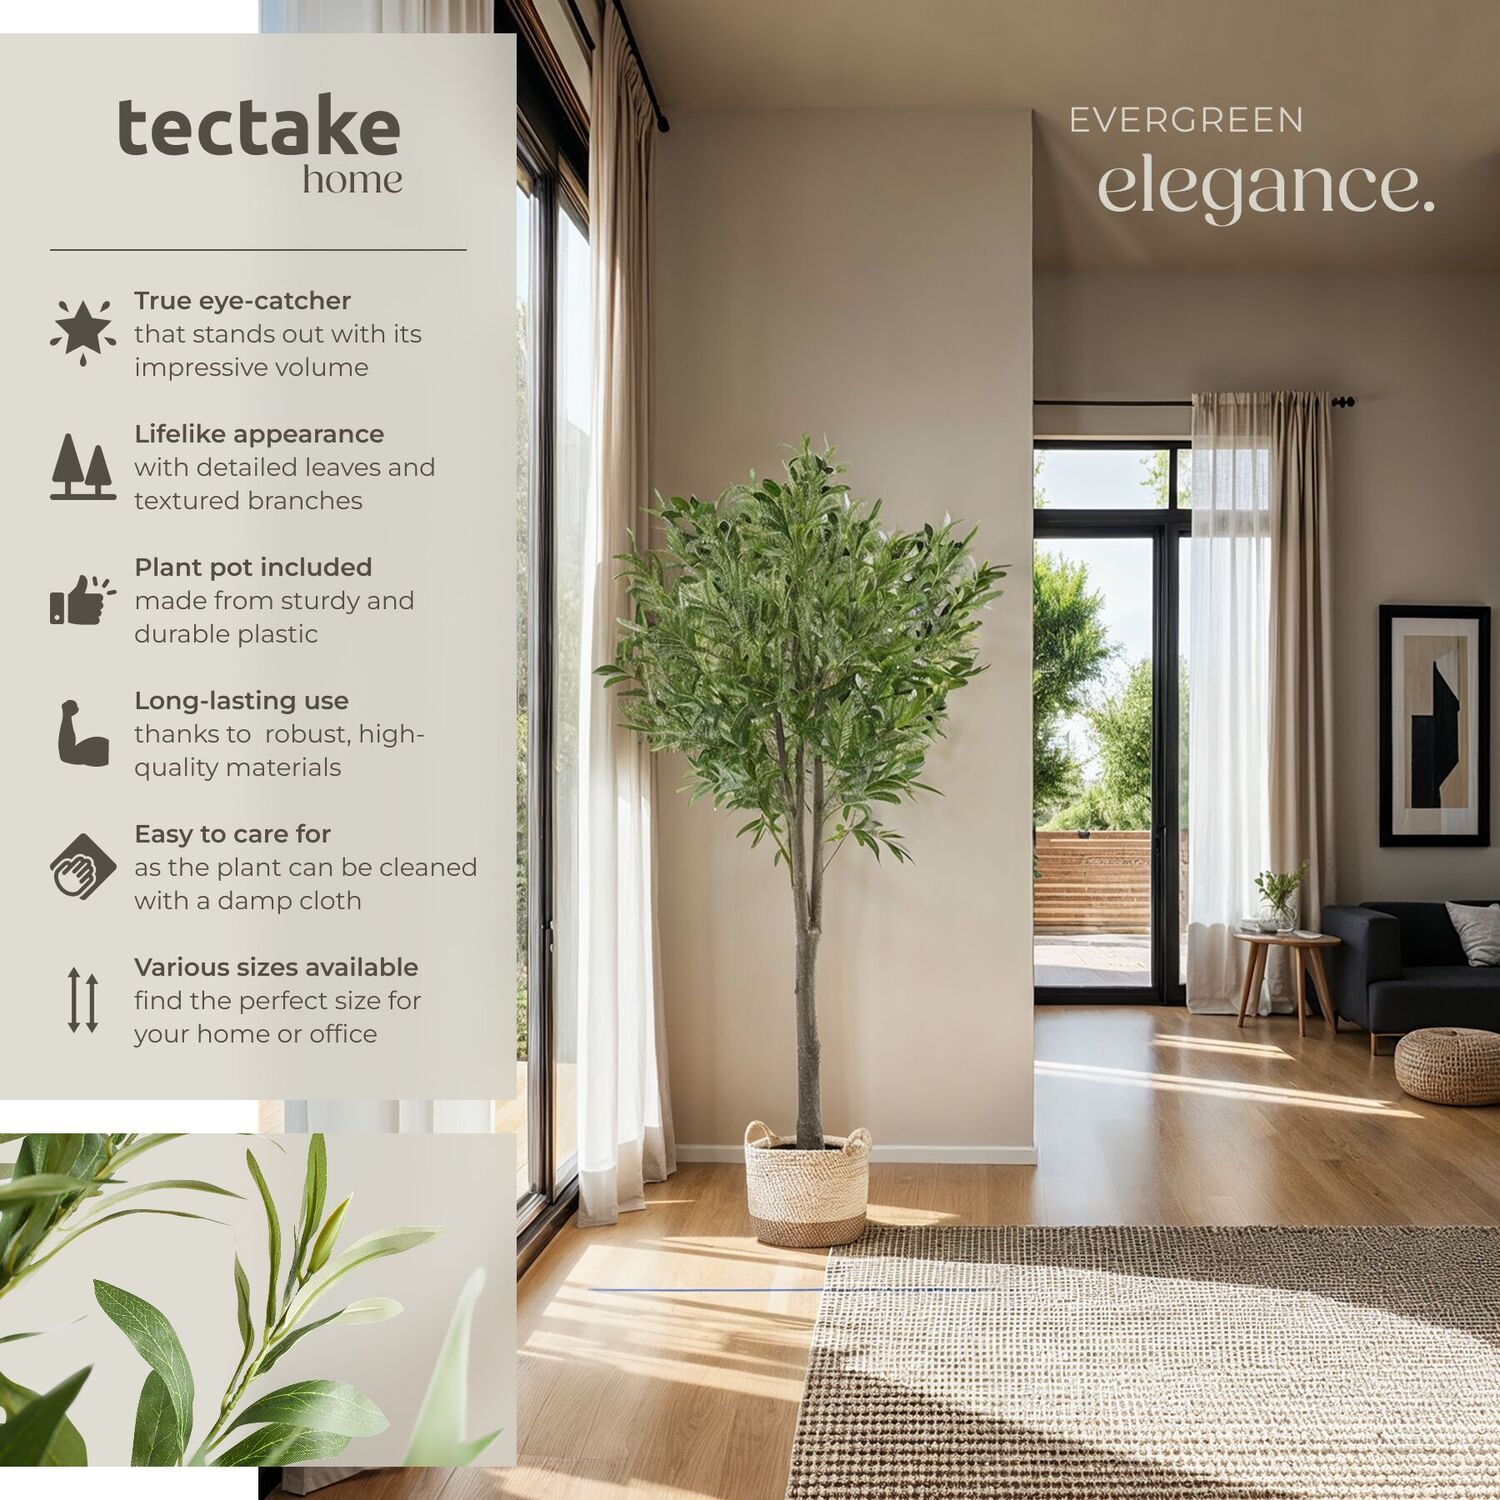 tectake
home
EVERGREEN
elegance.
True eye-catcher
that stands out with its
impressive volume
Lifelike appearance
with detailed leaves and
textured branches
Plant pot included
made from sturdy and
durable plastic
Long-lasting use
thanks to  robust, high-
quality materials
Easy to care for
as the plant can be cleaned
with a damp cloth
Various sizes available
find the perfect size for
your home or office